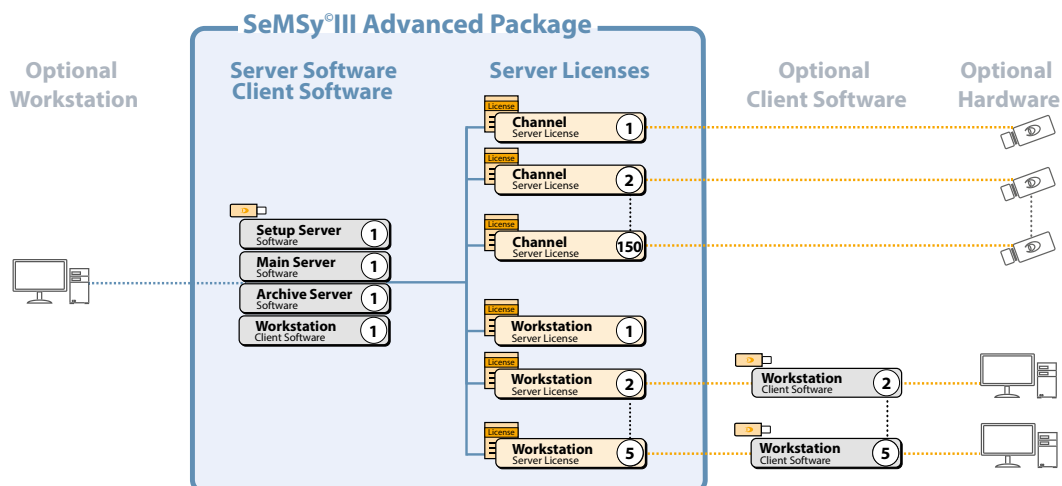 SeMSy©III Advanced Package
Optional
Workstation
Server Software
Client Software
Server Licenses
Optional
Client Software
Optional
Hardware
License
Channel
Server License
1
License
Channel
Server License
2
License
Channel
Server License
150
Setup Server
Software
1
Main Server
Software
1
Archive Server
Software
1
Workstation
Client Software
1
License
Workstation
Server License
1
License
Workstation
Server License
2
Workstation
Client Software
2
License
Workstation
Server License
5
Workstation
Client Software
5